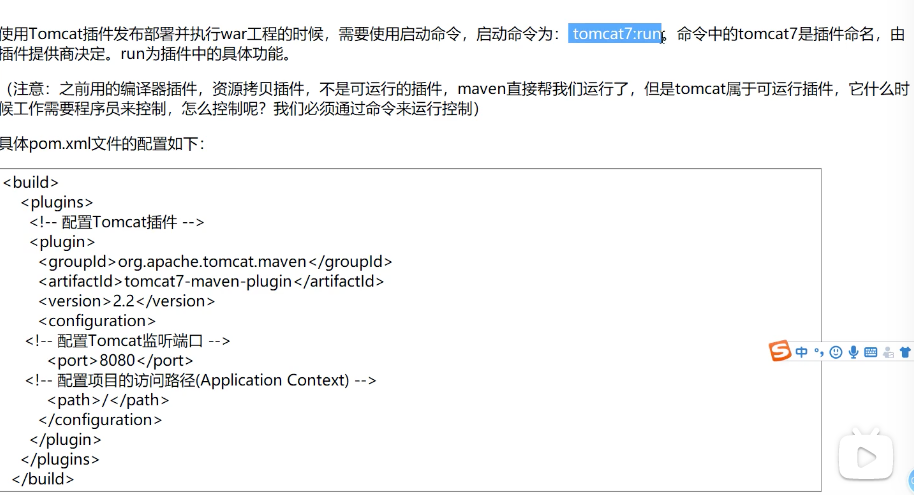 使用Tomcat插件发布部署并执行war工程的时候，需要使用启动命令，启动命令为： tomcat7:run。命令中的tomcat7是插件命名，由
插件提供商决定。run为插件中的具体功能。
（注意：之前用的编译器插件，资源拷贝插件，不是可运行的插件，maven直接帮我们运行了，但是tomcat属于可运行插件，它什么时
候工作需要程序员来控制，怎么控制呢？我们必须通过命令来运行控制）
具体pom.xml文件的配置如下：
<build>
<plugins>
<!-- 配置Tomcat插件 -->
<plugin>
<groupId>org.apache.tomcat.maven</groupId>
<artifactId>tomcat7-maven-plugin</artifactId>
<version>2.2</version>
<configuration>
<!-- 配置Tomcat监听端口 -->
<port>8080</port>
<!-- 配置项目的访问路径(Application Context) -->
<path>/</path>
</configuration>
</plugin>
</plugins>
</build>
S 中